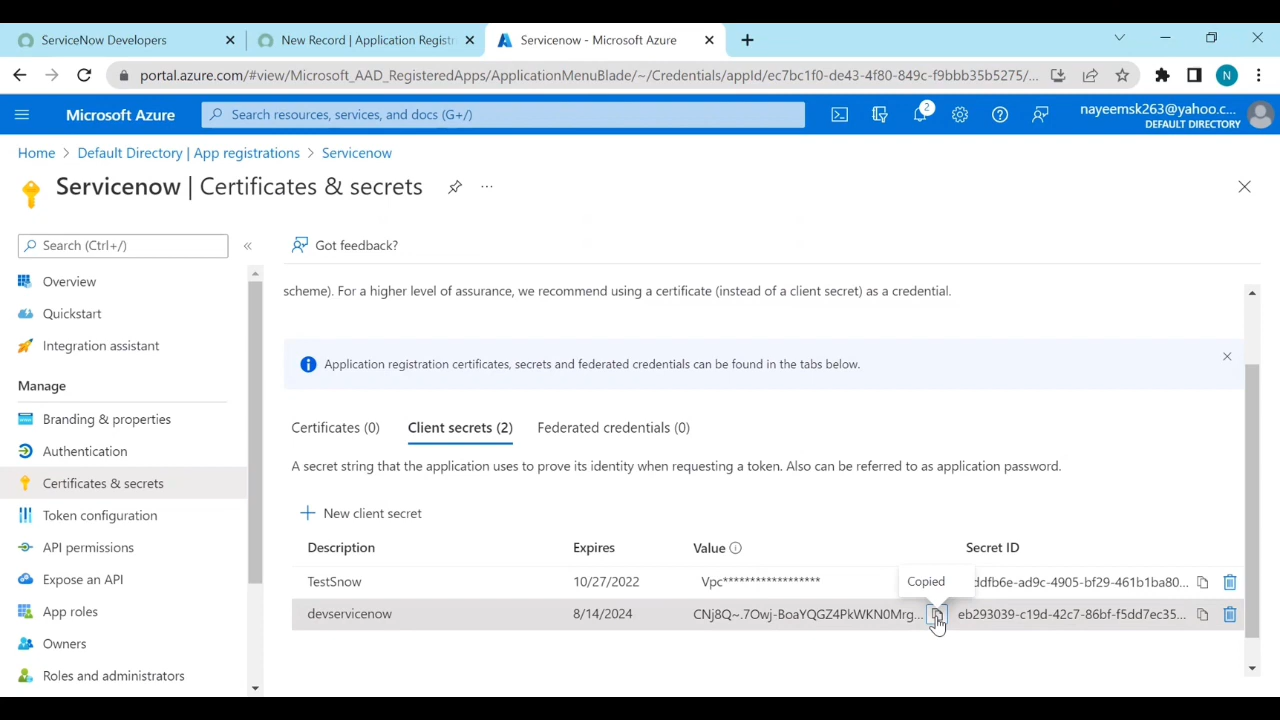 ServiceNow Developers
New Record | Application Registr
Servicenow - Microsoft Azure
portal.azure.com/#view/Microsoft_AAD_RegisteredApps/ApplicationMenuBlade/~/Credentials/appId/ec7bc1f0-de43-4f80-849c-f9bbb35b5275/...
N
Microsoft Azure
Search resources, services, and docs (G+/)
2
nayeemsk263@yahoo.c...
DEFAULT DIRECTORY
Home > Default Directory | App registrations > Servicenow
Servicenow | Certificates & secrets
...
Search (Ctrl+/)
«
Got feedback?
Overview
Quickstart
Integration assistant
Manage
Branding & properties
Authentication
Certificates & secrets
Token configuration
API permissions
Expose an API
App roles
Owners
Roles and administrators
scheme). For a higher level of assurance, we recommend using a certificate (instead of a client secret) as a credential.
Application registration certificates, secrets and federated credentials can be found in the tabs below.
Certificates (0) Client secrets (2) Federated credentials (0)
A secret string that the application uses to prove its identity when requesting a token. Also can be referred to as application password.
New client secret
Description Expires Value Secret ID
TestSnow 10/27/2022 Vpc****************** Copied ddfb6e-ad9c-4905-bf29-461b1ba80...
devservicenow 8/14/2024 CNj8Q~.7Owj-BoaYQGZ4PkWKN0Mrg... eb293039-c19d-42c7-86bf-f5dd7ec35...